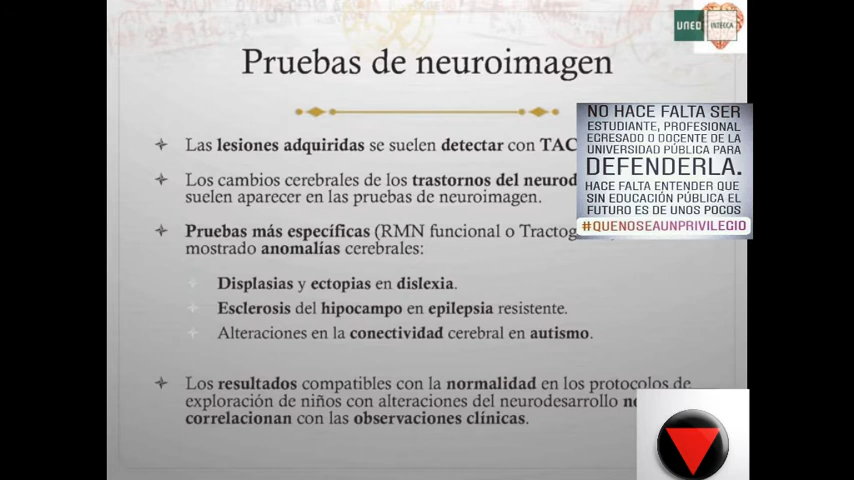 UNED
INTECCA
Pruebas de neuroimagen
Las lesiones adquiridas se suelen detectar con TAC
Los cambios cerebrales de los trastornos del
suelen aparecer en las pruebas de neuroimagen.
Pruebas más específicas (RMN funcional o
mostrado anomalías cerebrales:
Displasias y ectopias en dislexia.
Esclerosis del hipocampo en epilepsia resistente.
Alteraciones en la conectividad cerebral en autismo.
Los resultados compatibles con la normalidad en los protocolos de
exploración de niños con alteraciones del neurodesarrollo
correlacionan con las observaciones clínicas.
NO HACE FALTA SER
ESTUDIANTE, PROFESIONAL
EGRESADO O DOCENTE DE LA
UNIVERSIDAD PÚBLICA PARA
DEFENDERLA.
HACE FALTA ENTENDER QUE
SIN EDUCACIÓN PÚBLICA EL
FUTURO ES DE UNOS POCOS
#QUENOSEAUNPRIVILEGIO